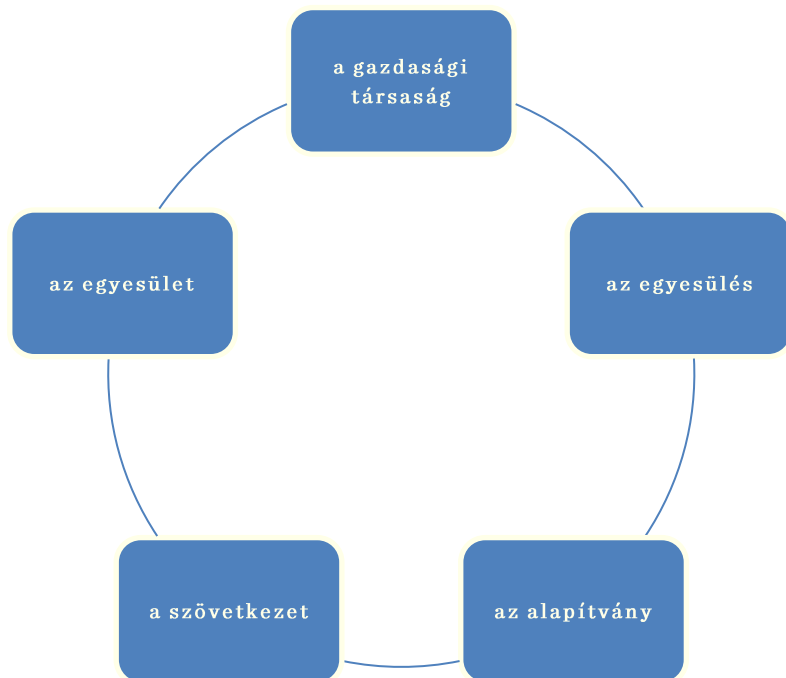 a gazdasági
társaság
az egyesület
az egyesülés
a szövetkezet
az alapítvány